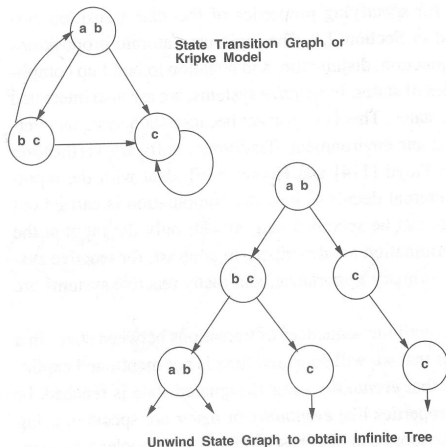 a b
State Transition Graph or
Kripke Model
b c
c
a b
b c
c
a b
c
c
Unwind State Graph to obtain Infinite Tree